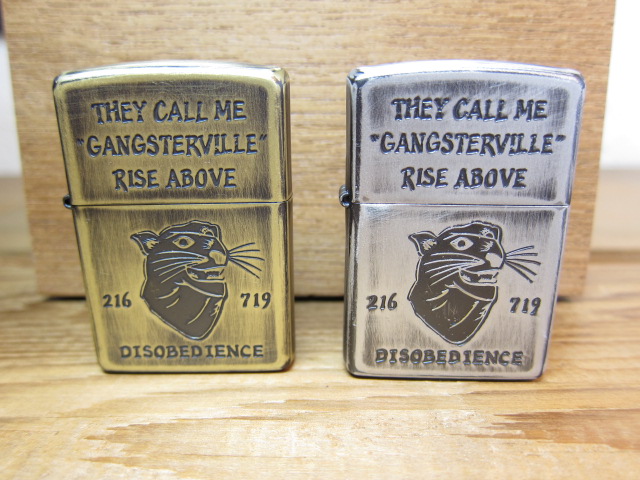 THEY CALL ME
"GANGSTERVILLE"
RISE ABOVE
216 719
DISOBEDIENCE
THEY CALL ME
"GANGSTERVILLE"
RISE ABOVE
216 719
DISOBEDIENCE